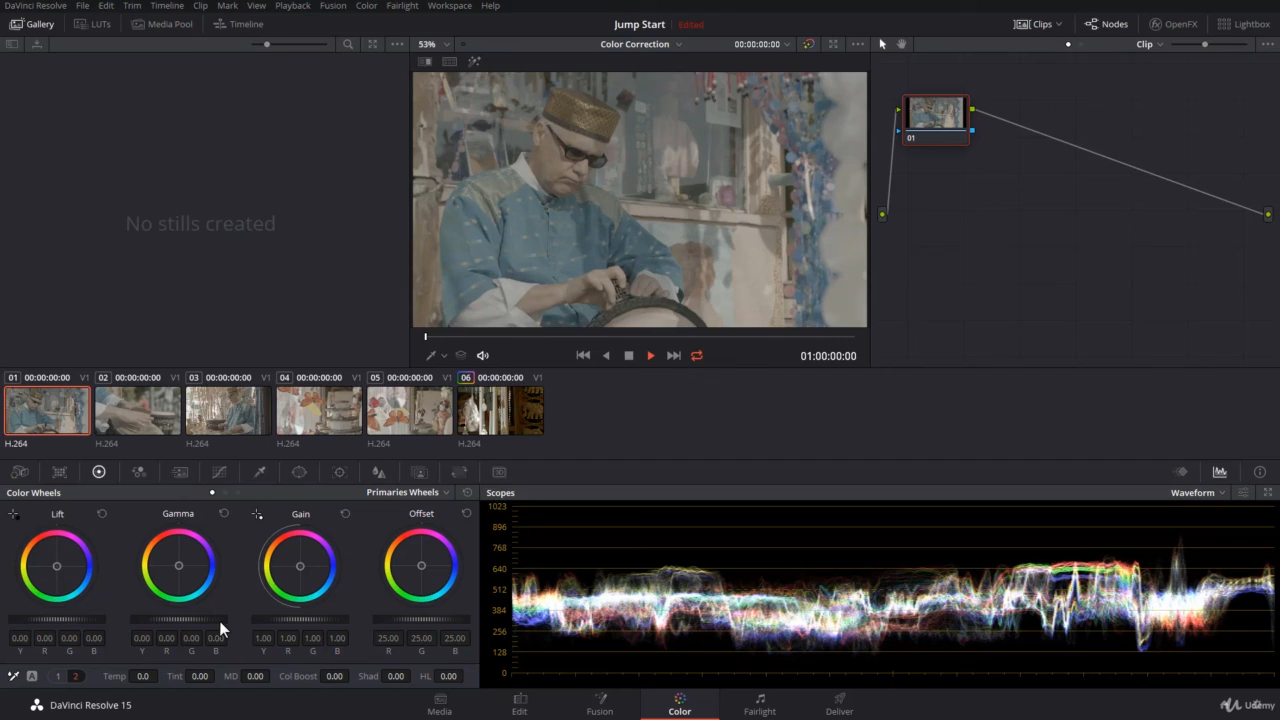 DaVinci Resolve File Edit Trim Timeline Clip Mark View Playback Fusion Color Fairlight Workspace Help
Gallery LUTs Media Pool Timeline Jump Start Edited Clips Nodes OpenFX Lightbox
53% Color Correction 00:00:00:00 Clip
01
No stills created
01:00:00:00
01 00:00:00:00 V1 02 00:00:00:00 V1 03 00:00:00:00 V1 04 00:00:00:00 V1 05 00:00:00:00 V1 06 00:00:00:00 V1
H.264 H.264 H.264 H.264 H.264 H.264
3D
Color Wheels Primaries Wheels Scopes Waveform
Lift Gamma Gain Offset
1023
896
768
640
512
384
256
128
0
0.00 0.00 0.00 0.00 0.00 0.00 0.00 0.00 1.00 1.00 1.00 1.00 25.00 25.00 25.00
Y R G B Y R G B Y R G B R G B
A 1 2 Temp 0.0 Tint 0.00 MD 0.00 Col Boost 0.00 Shad 0.00 HL 0.00
DaVinci Resolve 15 Media Edit Fusion Color Fairlight Deliver Udemy